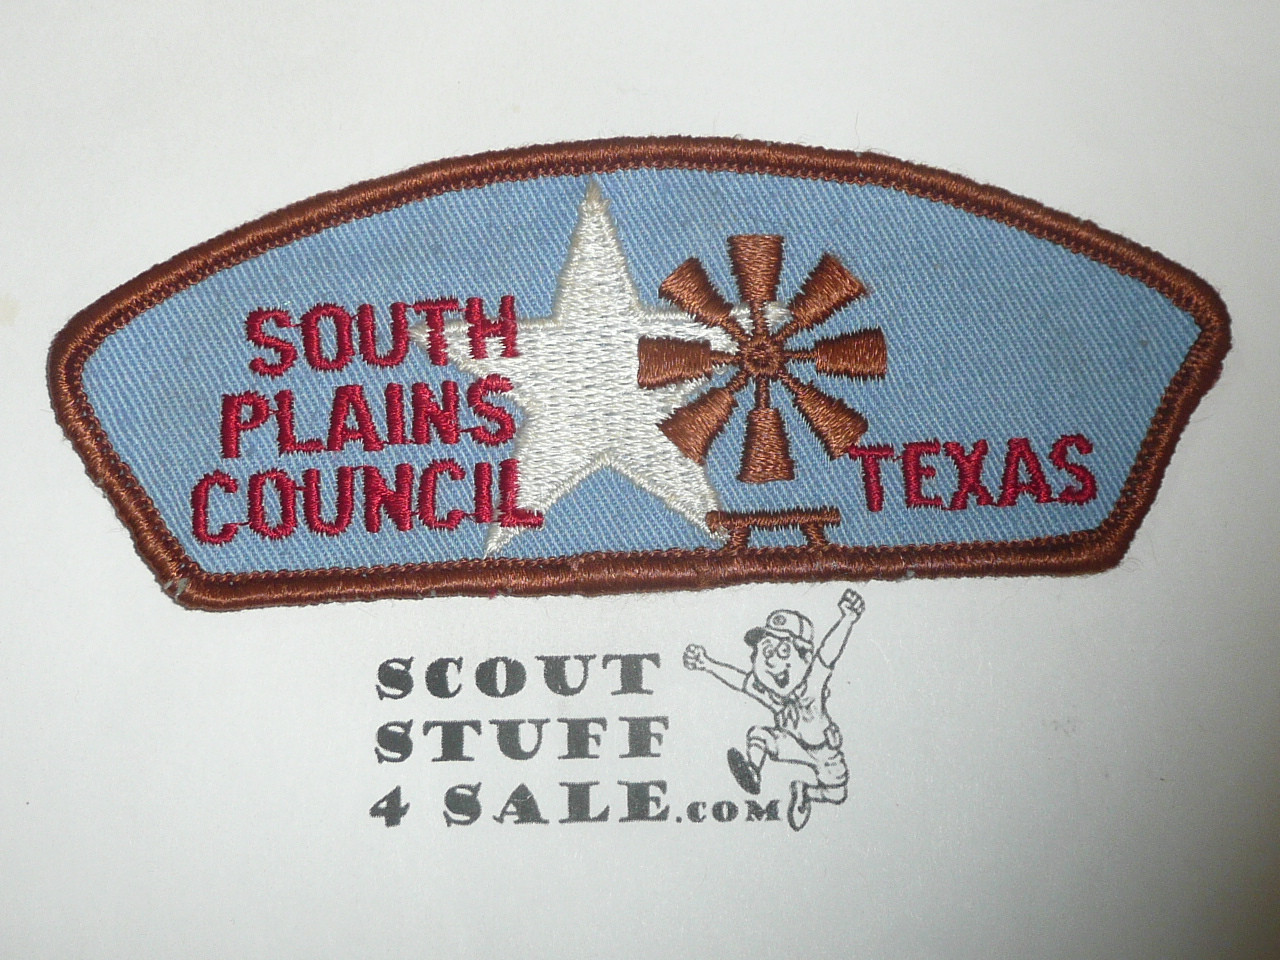 SOUTH
PLAINS
COUNCIL
TEXAS
SCOUT
STUFF
4 SALE.COM